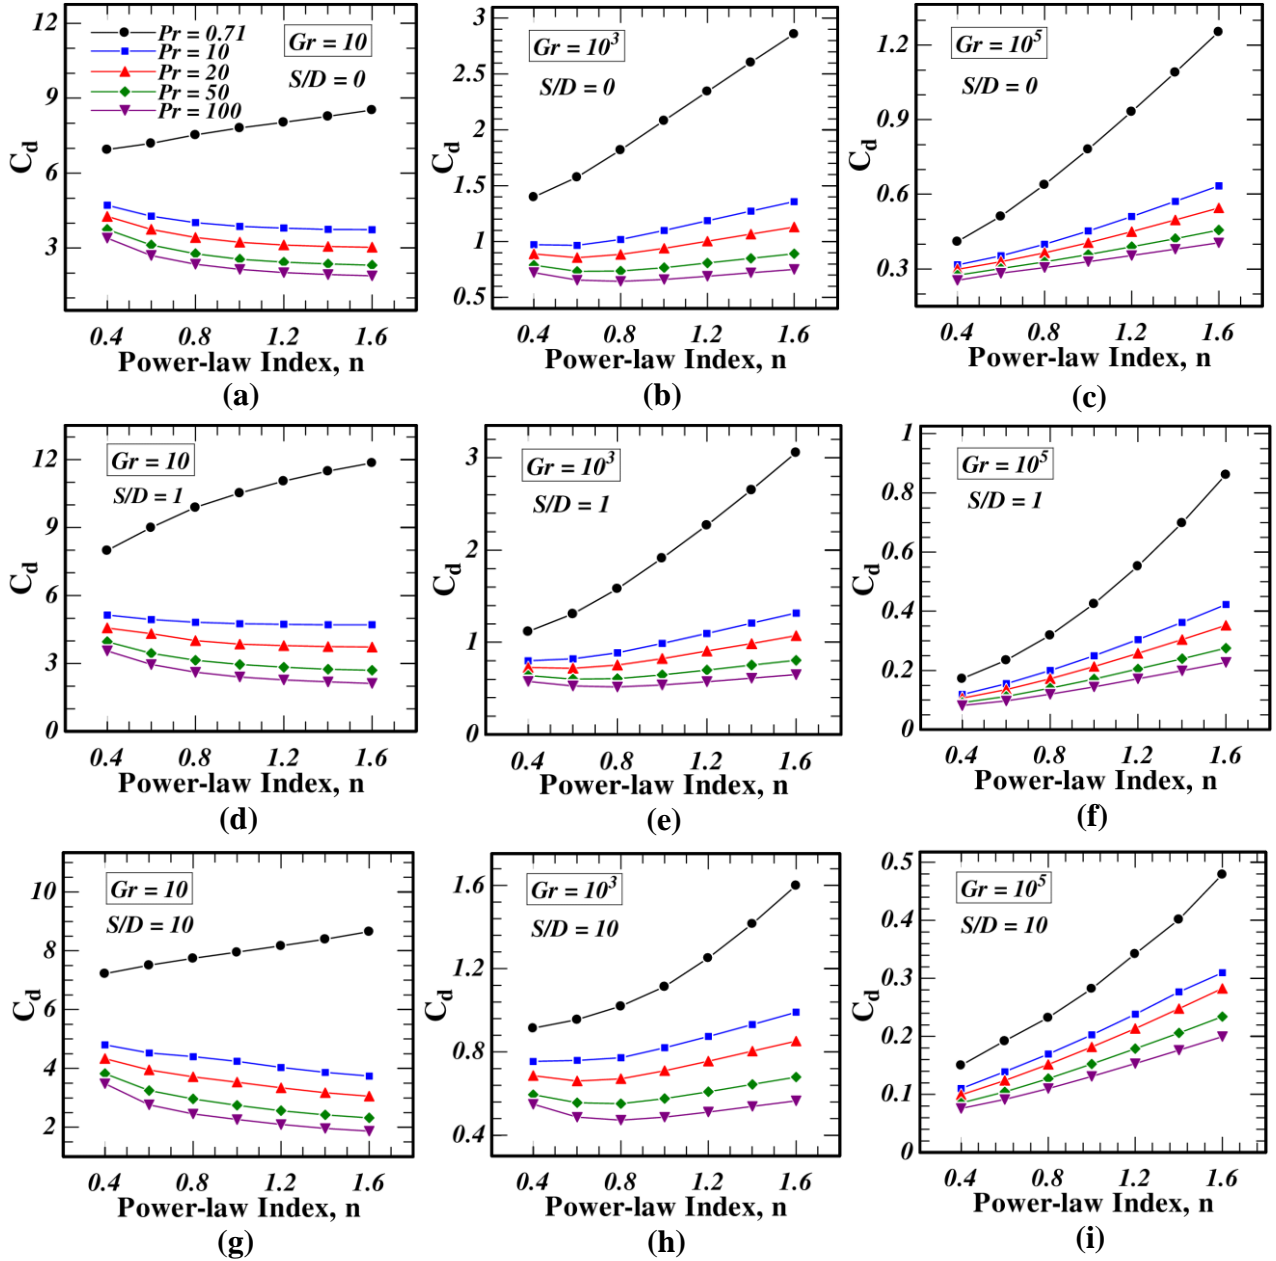 12
9
6
3
C_d
Pr = 0.71
Pr = 10
Pr = 20
Pr = 50
Pr = 100
Gr = 10
S/D = 0
0.4 0.8 1.2 1.6
Power-law Index, n
(a)
3
2.5
2
1.5
1
0.5
C_d
Gr = 10^3
S/D = 0
0.4 0.8 1.2 1.6
Power-law Index, n
(b)
1.2
0.9
0.6
0.3
C_d
Gr = 10^5
S/D = 0
0.4 0.8 1.2 1.6
Power-law Index, n
(c)
12
9
6
3
0
C_d
Gr = 10
S/D = 1
0.4 0.8 1.2 1.6
Power-law Index, n
(d)
3
2
1
0
C_d
Gr = 10^3
S/D = 1
0.4 0.8 1.2 1.6
Power-law Index, n
(e)
1
0.8
0.6
0.4
0.2
0
C_d
Gr = 10^5
S/D = 1
0.4 0.8 1.2 1.6
Power-law Index, n
(f)
10
8
6
4
2
C_d
Gr = 10
S/D = 10
0.4 0.8 1.2 1.6
Power-law Index, n
(g)
1.6
1.2
0.8
0.4
C_d
Gr = 10^3
S/D = 10
0.4 0.8 1.2 1.6
Power-law Index, n
(h)
0.5
0.4
0.3
0.2
0.1
0
C_d
Gr = 10^5
S/D = 10
0.4 0.8 1.2 1.6
Power-law Index, n
(i)